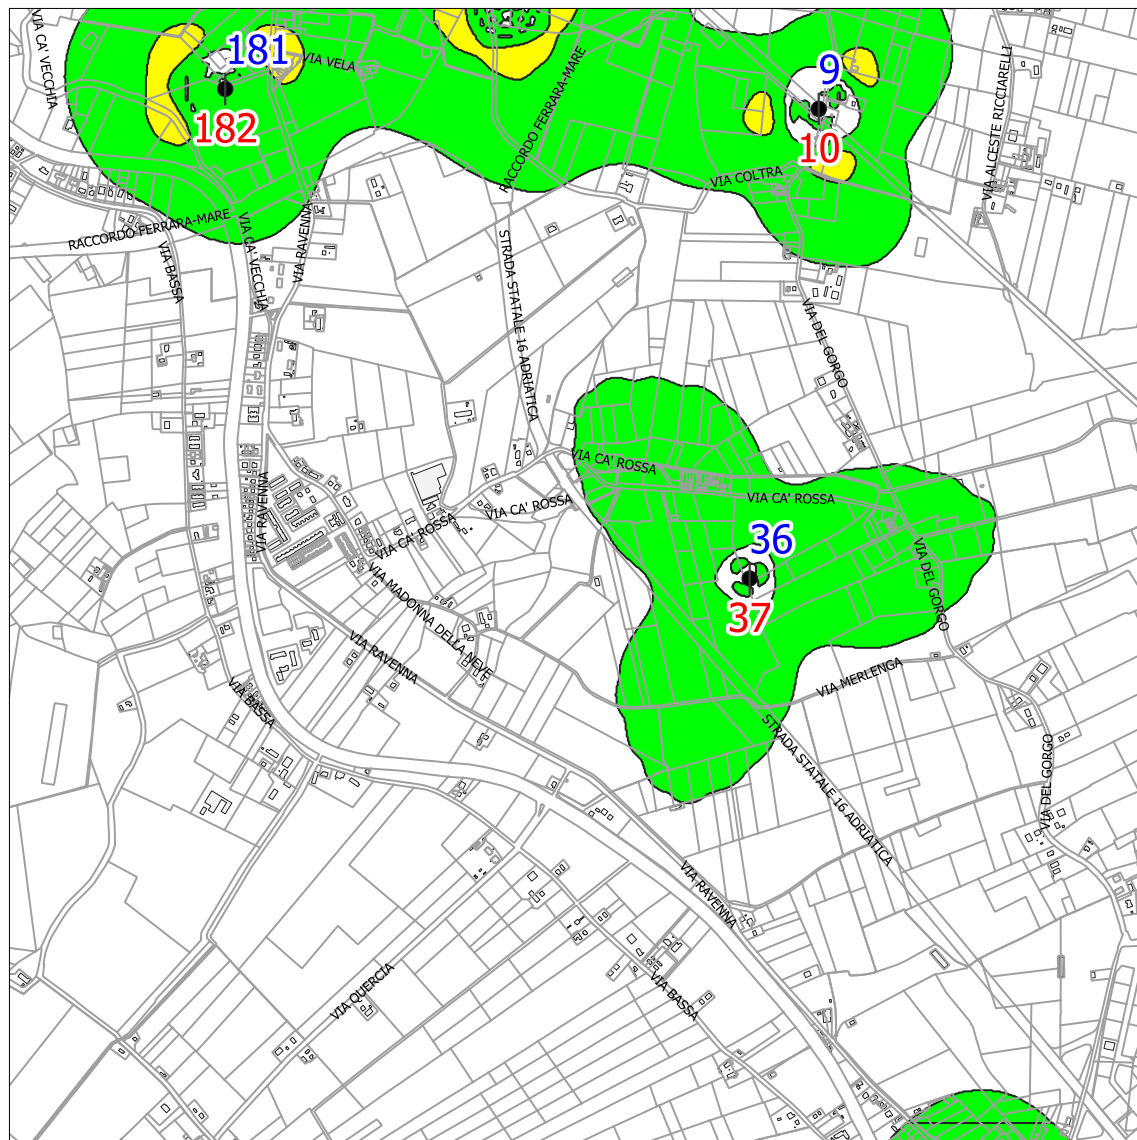 VIA CA' VECCHIA
181
VIA VELA
182
RACCORDO FERRARA-MARE
9
10
VIA COLTRA
VIA ALCESTE RICCIARELLI
RACCORDO FERRARA-MARE
VIA BASSA
VIA CA' VECCHIA
VIA RAVENNA
STRADA STATALE 16 ADRIATICA
VIA DEL GORGO
VIA CA' ROSSA
VIA CA' ROSSA
VIA CA' ROSSA
VIA CA' ROSSA
VIA RAVENNA
36
37
VIA DEL GORGO
VIA MADONNA DELLA NEVE
VIA RAVENNA
VIA MERLENGA
VIA BASSA
STRADA STATALE 16 ADRIATICA
VIA DEL GORGO
VIA RAVENNA
VIA QUERCIA
VIA BASSA